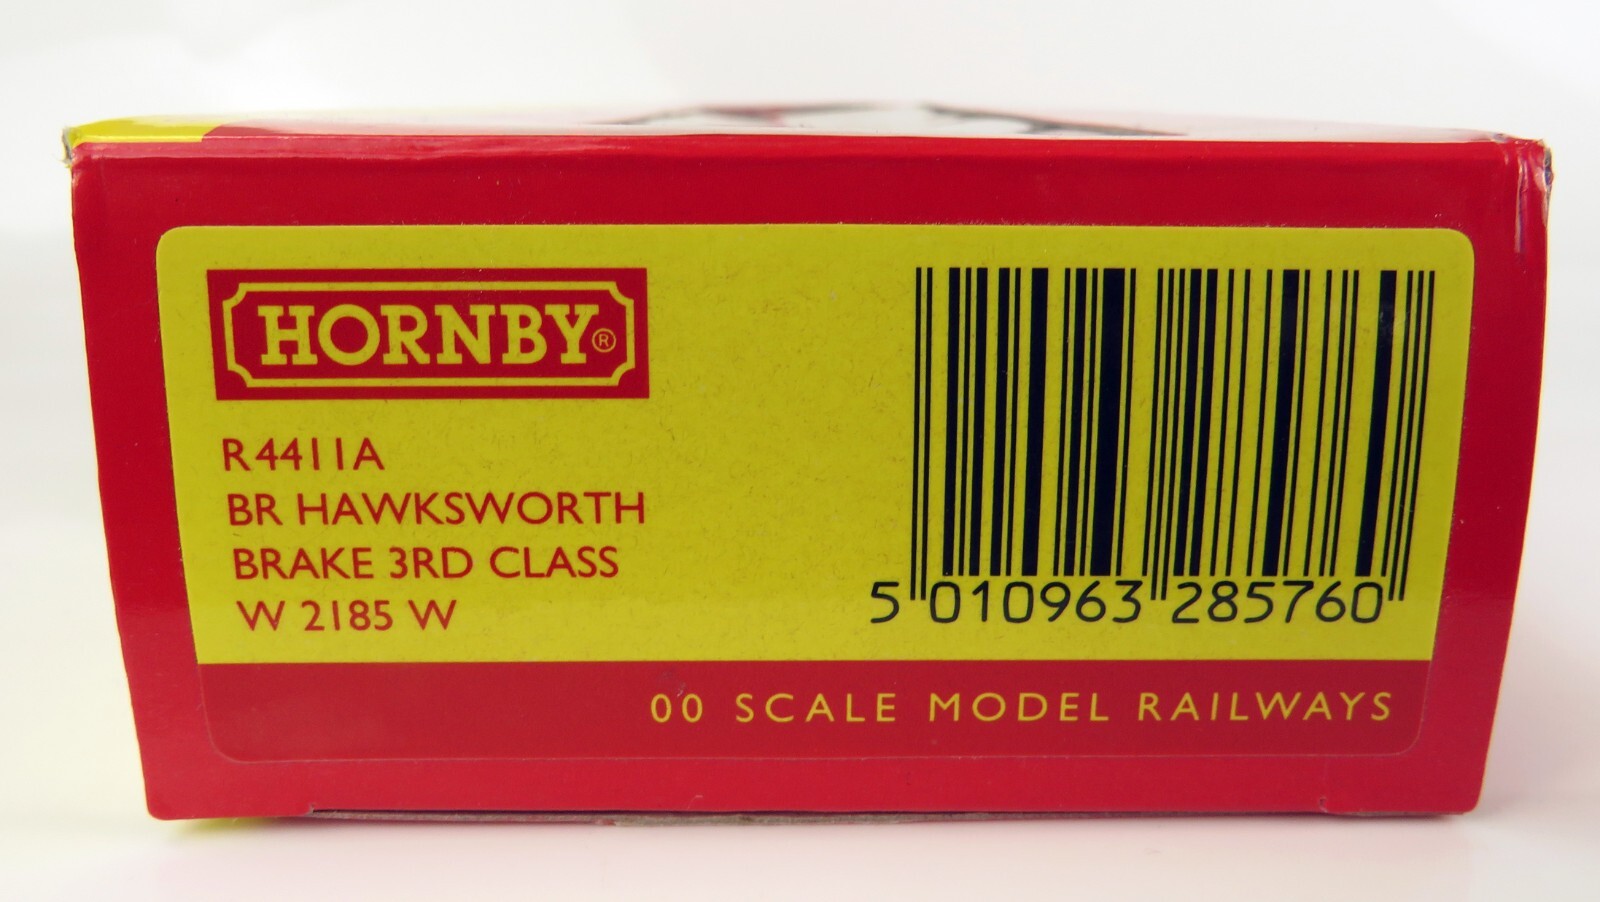 HORNBY®
R4411A
BR HAWKSWORTH
BRAKE 3RD CLASS
W 2185 W
5 010963 285760
00 SCALE MODEL RAILWAYS